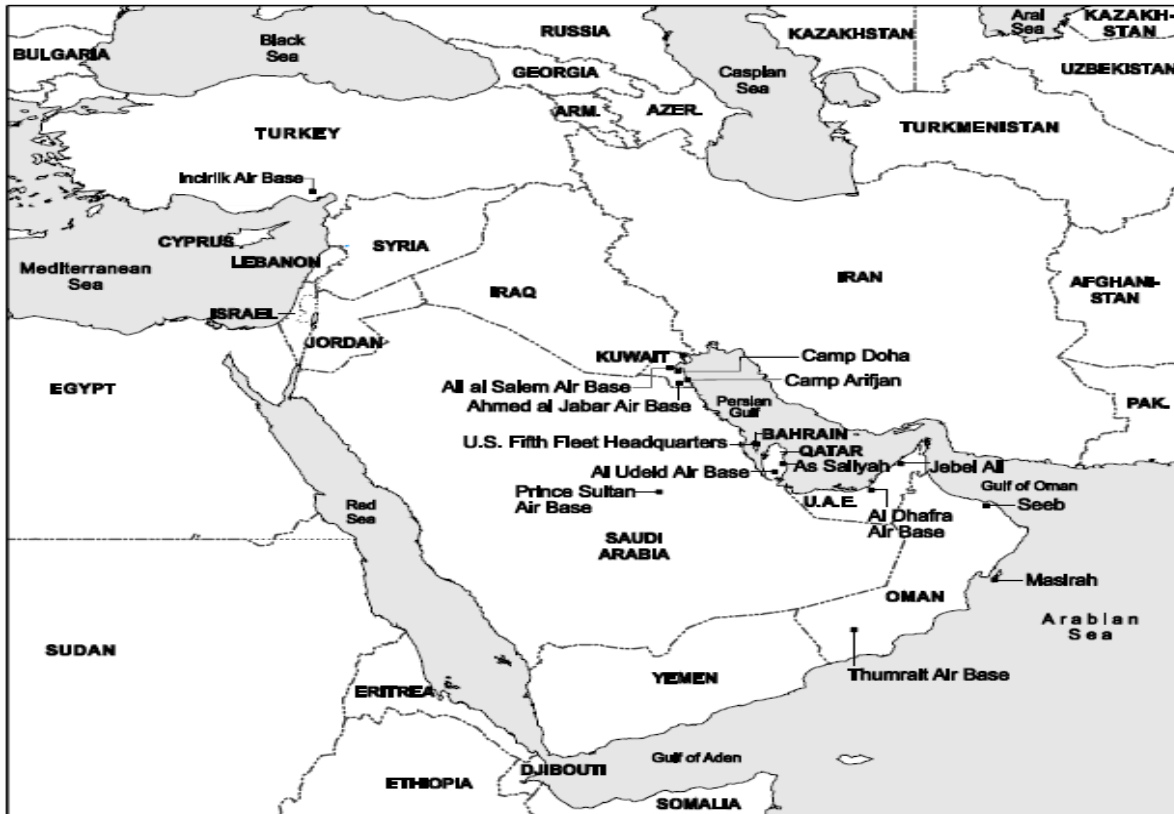 Aral
Sea
KAZAKH-
STAN
RUSSIA
KAZAKHSTAN
Black
Sea
BULGARIA
UZBEKISTAN
GEORGIA
Caspian
Sea
ARM.
AZER.
TURKEY
TURKMENISTAN
Incirlik Air Base
CYPRUS
SYRIA
LEBANON
Mediterranean
Sea
IRAN
AFGHANI-
STAN
IRAQ
ISRAEL
JORDAN
KUWAIT
Camp Doha
EGYPT
Ali al Salem Air Base
Camp Arifjan
Ahmed al Jabar Air Base
Persian
Gulf
PAK.
U.S. Fifth Fleet Headquarters
BAHRAIN
QATAR
Al Udeid Air Base
As Sayliyah
Jebel Ali
Gulf of Oman
Prince Sultan
Air Base
U.A.E.
Seeb
Red
Sea
Al Dhafra
Air Base
SAUDI
ARABIA
Masirah
OMAN
Arabian
Sea
SUDAN
YEMEN
Thumrait Air Base
ERITREA
Gulf of Aden
DJIBOUTI
ETHIOPIA
SOMALIA